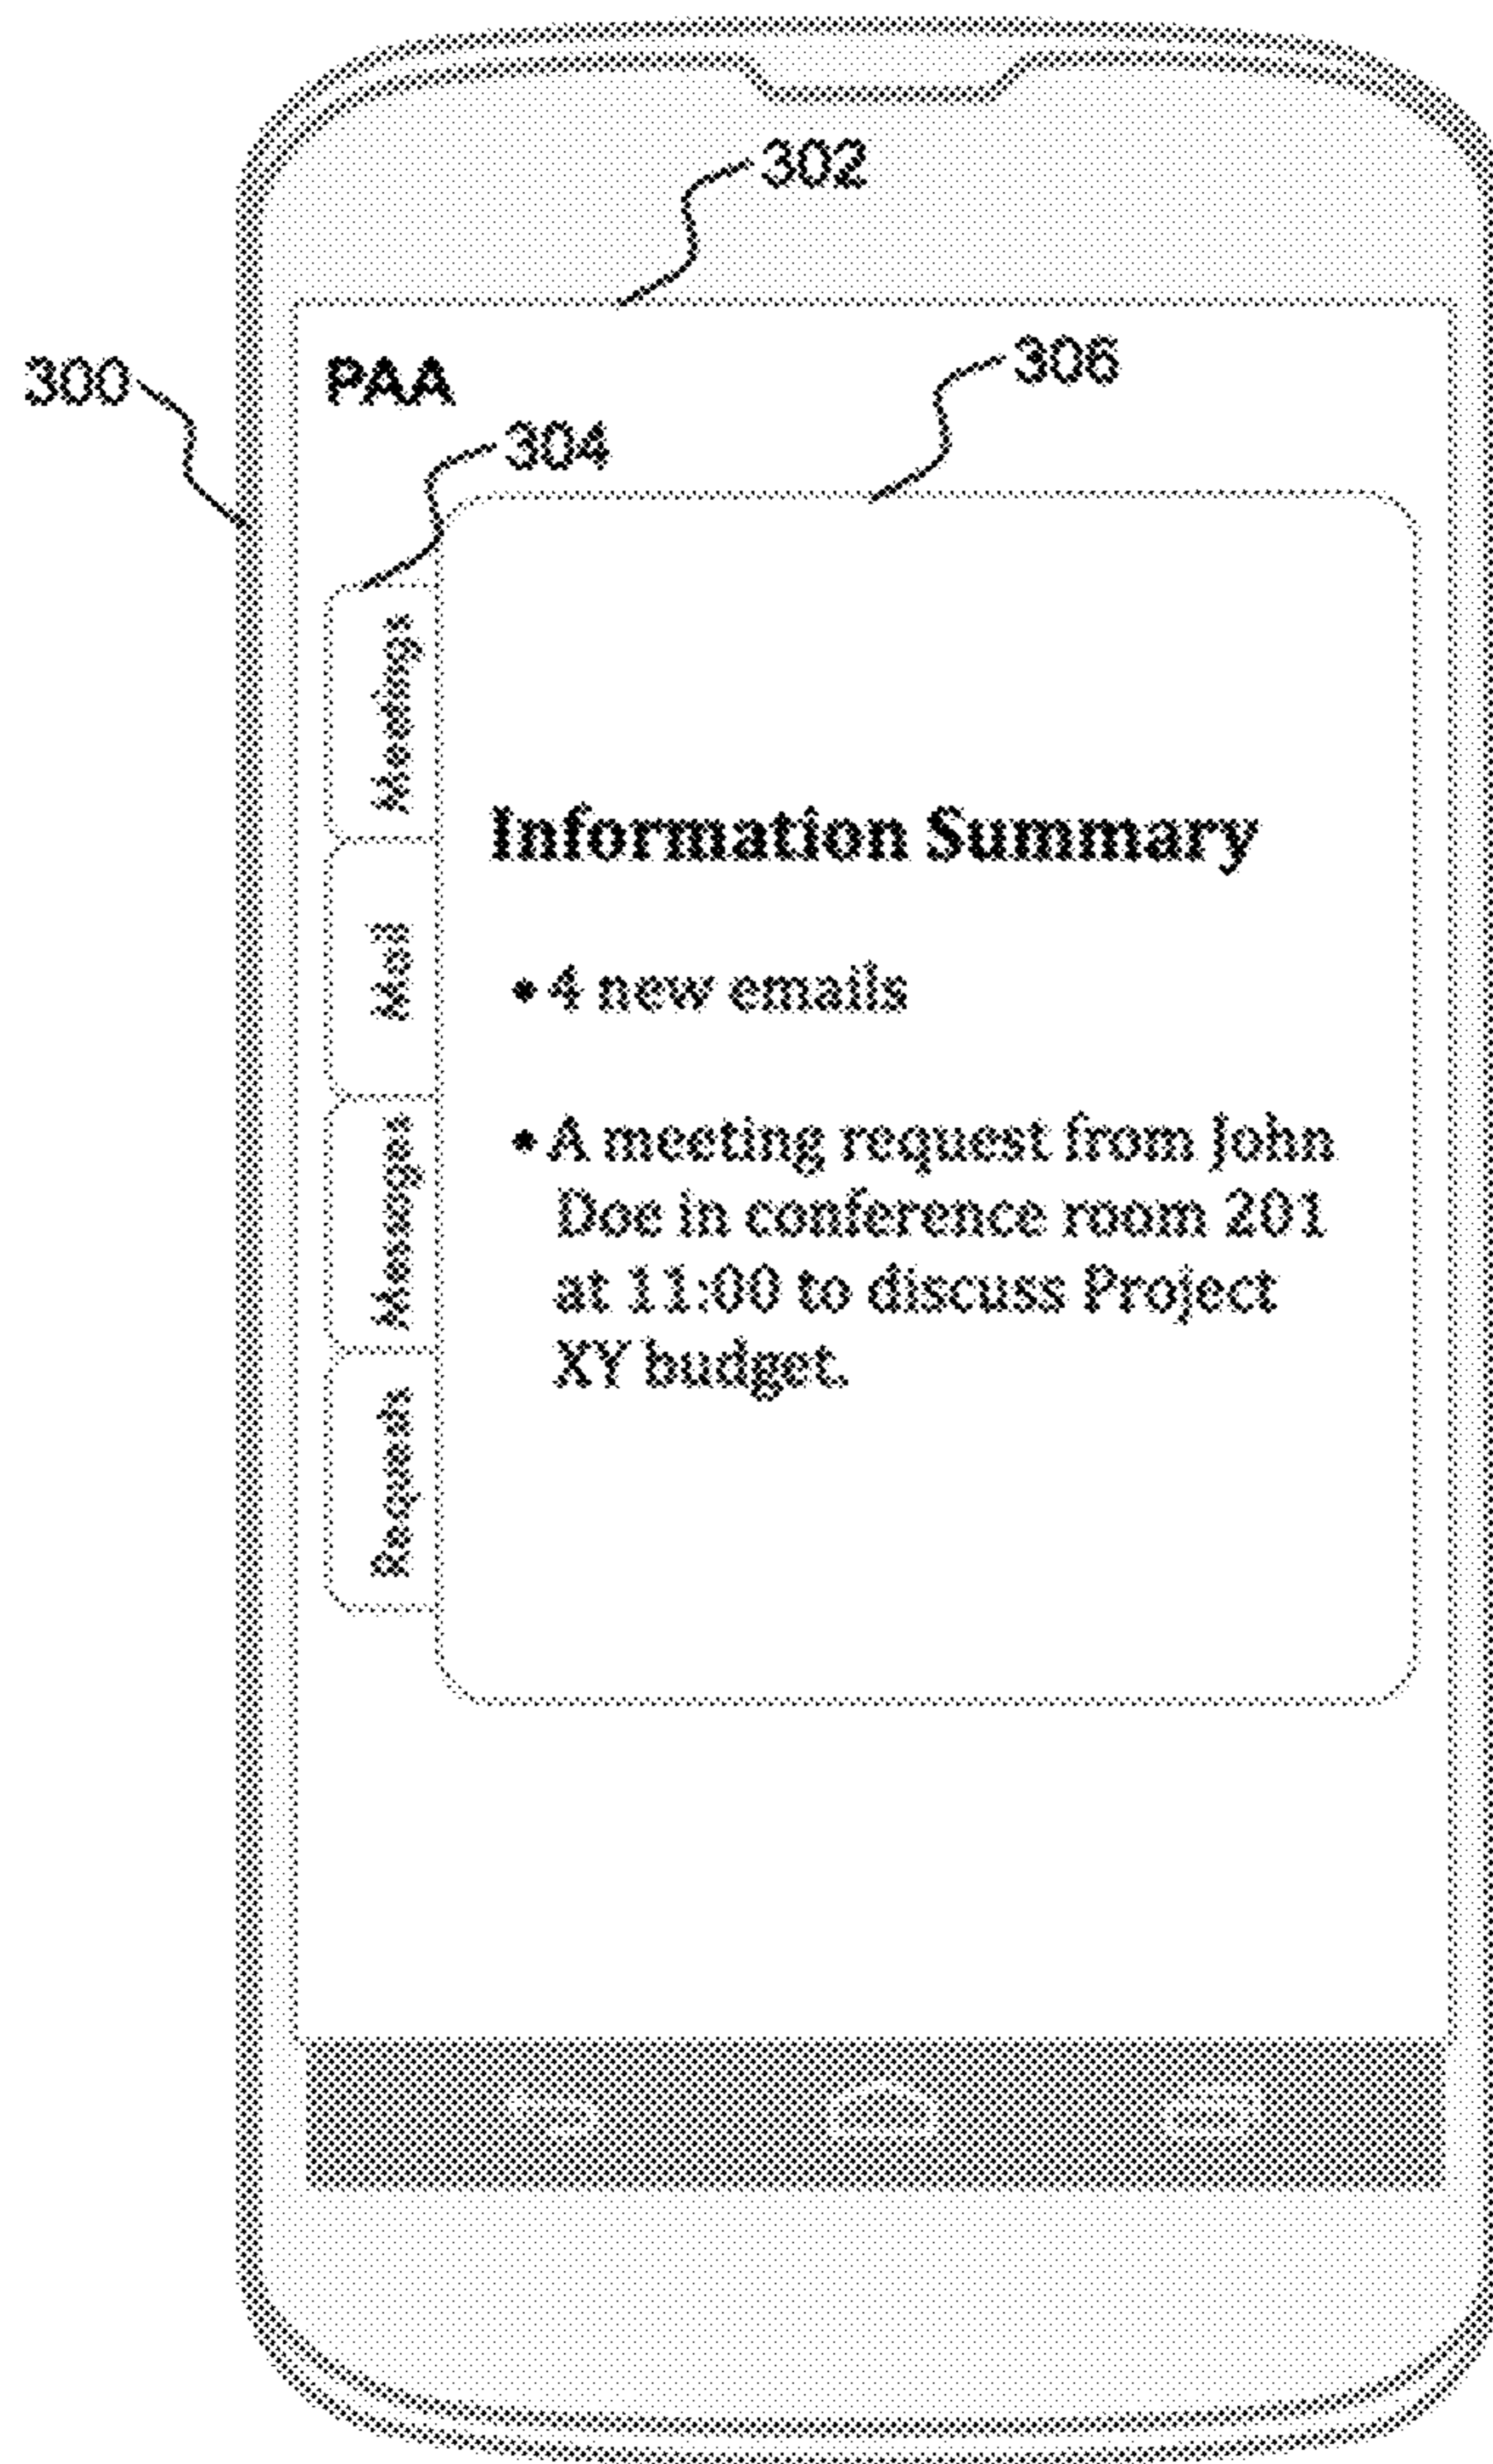 302
300
PAA
306
304
Meetings
Mail
Messages
Requests
Information Summary
• 4 new emails
• A meeting request from John
Doe in conference room 201
at 11:00 to discuss Project
XY budget.